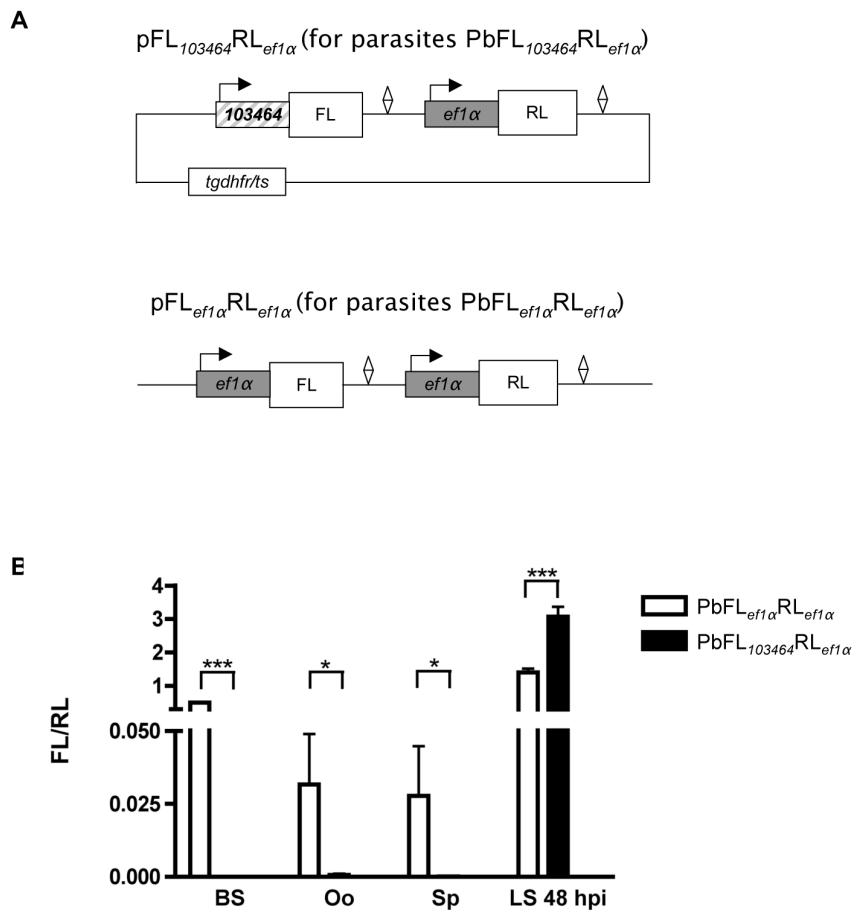 A
pFL103464RLef1α (for parasites PbFL103464RLef1α)
103464 FL ef1α RL
tgdhfr/ts
pFLef1αRLef1α (for parasites PbFLef1αRLef1α)
ef1α FL ef1α RL
B
4
3
2
1
0.050
0.025
0.000
FL/RL
***
*
*
***
BS Oo Sp LS 48 hpi
PbFLef1αRLef1α
PbFL103464RLef1α